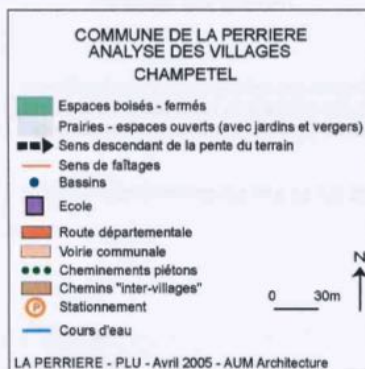 COMMUNE DE LA PERRIERE
ANALYSE DES VILLAGES
CHAMPETEL
Espaces boisés - fermés
Prairies - espaces ouverts (avec jardins et vergers)
Sens descendant de la pente du terrain
Sens de faîtages
Bassins
Ecole
Route départementale
Voirie communale
Cheminements piétons
Chemins "inter-villages"
P Stationnement
Cours d'eau
N
0 30m
LA PERRIERE - PLU - Avril 2005 - AUM Architecture